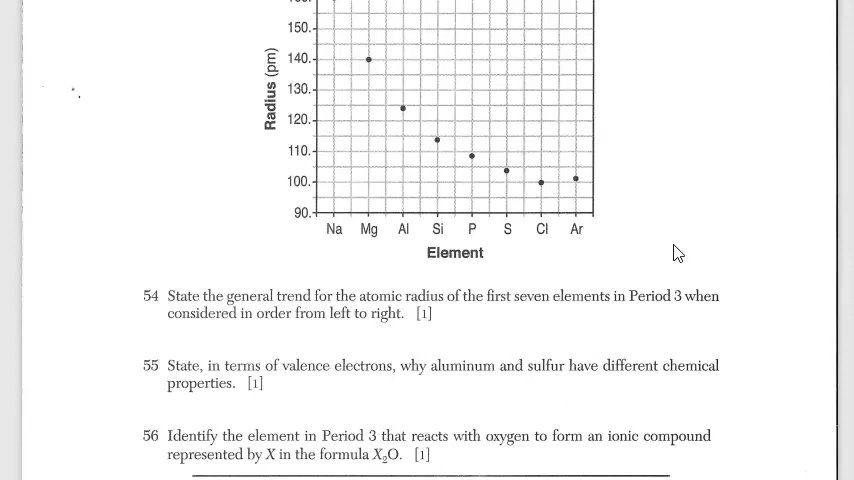 150.
140.
130.
120.
110.
100.
90.
Radius (pm)
Na Mg Al Si P S Cl Ar
Element
54 State the general trend for the atomic radius of the first seven elements in Period 3 when
considered in order from left to right. [1]
55 State, in terms of valence electrons, why aluminum and sulfur have different chemical
properties. [1]
56 Identify the element in Period 3 that reacts with oxygen to form an ionic compound
represented by X in the formula X₂O. [1]